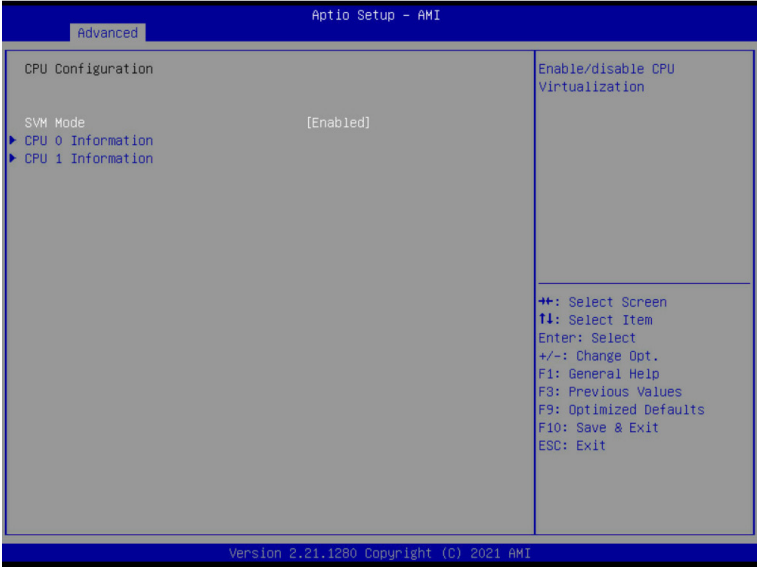 Aptio Setup – AMI
Advanced
CPU Configuration
SVM Mode [Enabled]
CPU 0 Information
CPU 1 Information
Enable/disable CPU
Virtualization
→←: Select Screen
↑↓: Select Item
Enter: Select
+/-: Change Opt.
F1: General Help
F3: Previous Values
F9: Optimized Defaults
F10: Save & Exit
ESC: Exit
Version 2.21.1280 Copyright (C) 2021 AMI